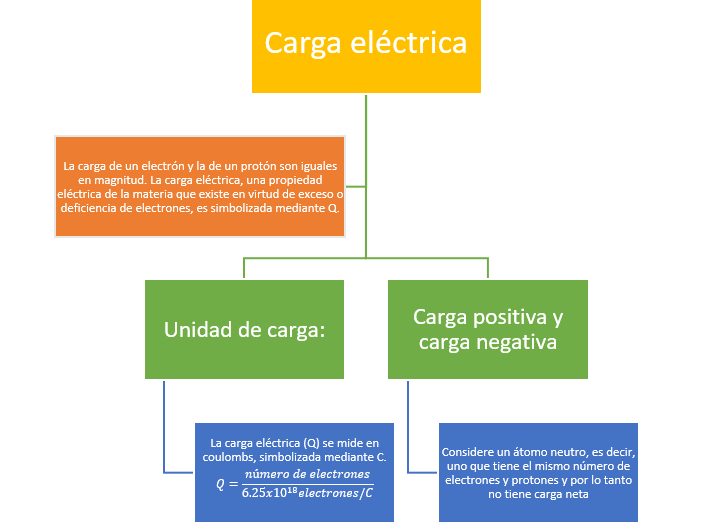 Carga eléctrica
La carga de un electrón y la de un protón son iguales
en magnitud. La carga eléctrica, una propiedad
eléctrica de la materia que existe en virtud de exceso o
deficiencia de electrones, es simbolizada mediante Q.
Unidad de carga:
Carga positiva y
carga negativa
La carga eléctrica (Q) se mide en
coulombs, simbolizada mediante C.
Q = número de electrones / 6.25x10¹⁸electrones/C
Considere un átomo neutro, es decir,
uno que tiene el mismo número de
electrones y protones y por lo tanto
no tiene carga neta